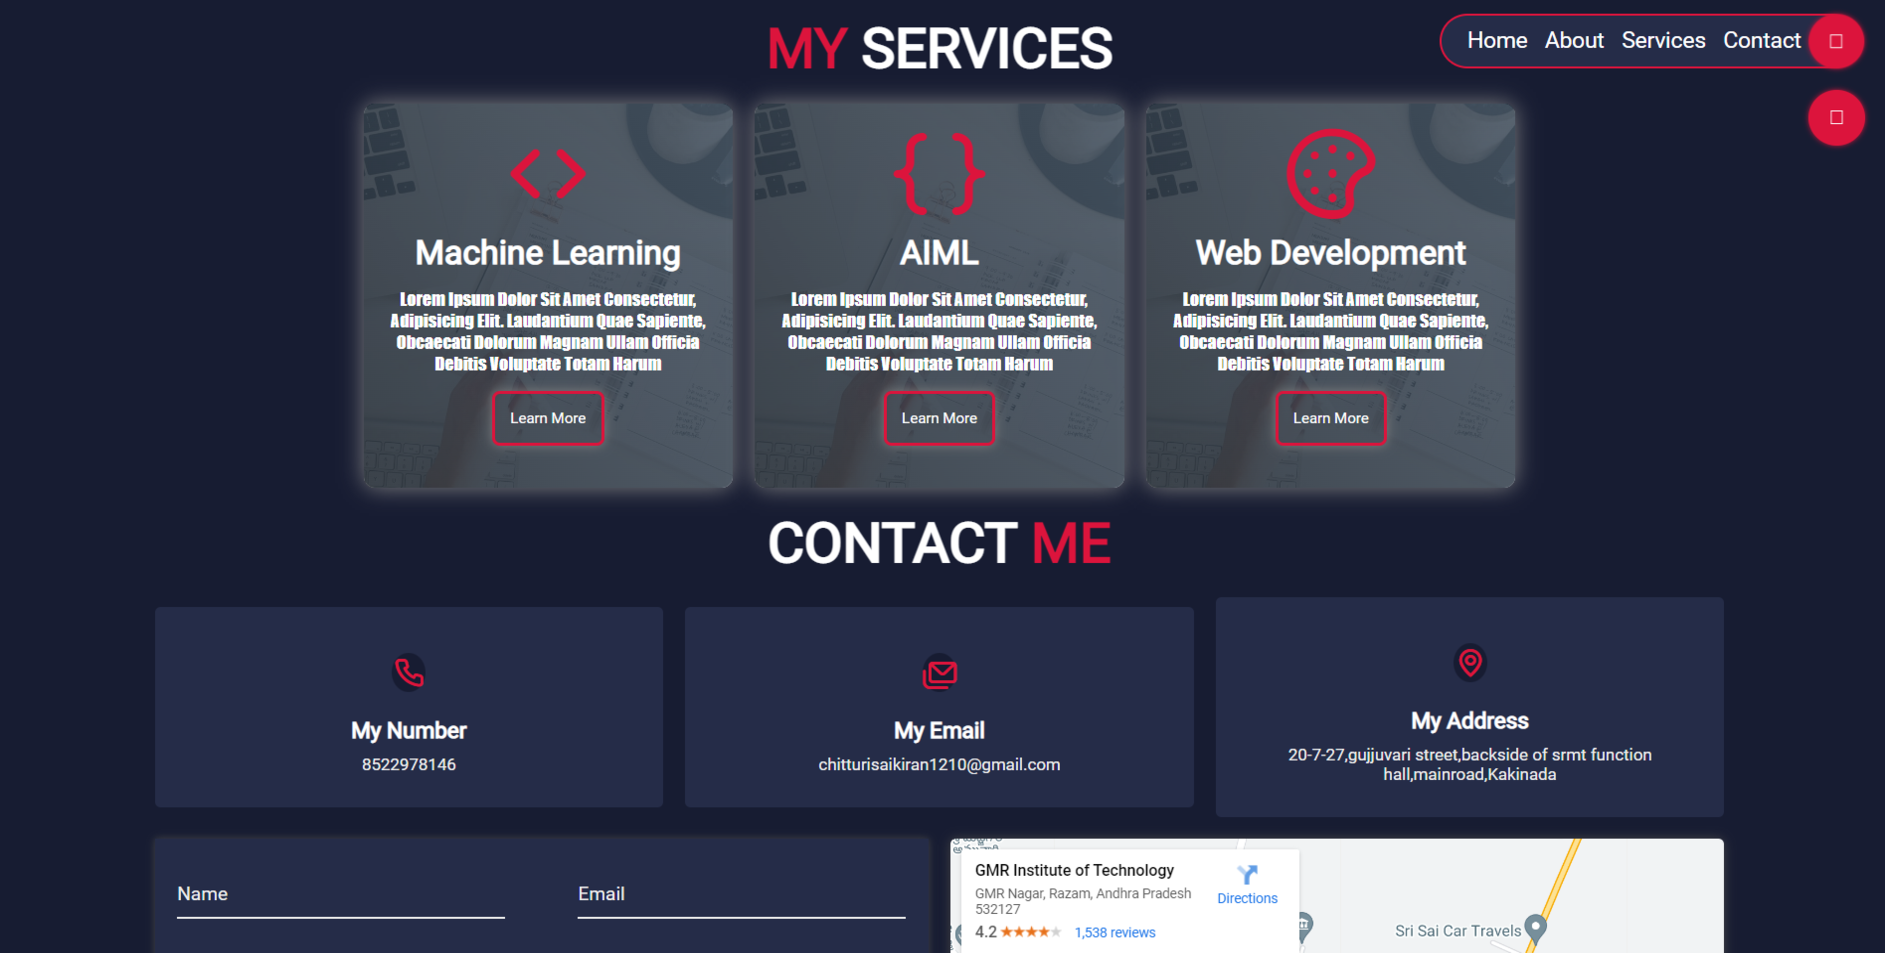 MY SERVICES
Home About Services Contact
Machine Learning
Lorem Ipsum Dolor Sit Amet Consectetur,
Adipisicing Elit. Laudantium Quae Sapiente,
Obcaecati Dolorum Magnam Ullam Officia
Debitis Voluptate Totam Harum
Learn More
AIML
Lorem Ipsum Dolor Sit Amet Consectetur,
Adipisicing Elit. Laudantium Quae Sapiente,
Obcaecati Dolorum Magnam Ullam Officia
Debitis Voluptate Totam Harum
Learn More
Web Development
Lorem Ipsum Dolor Sit Amet Consectetur,
Adipisicing Elit. Laudantium Quae Sapiente,
Obcaecati Dolorum Magnam Ullam Officia
Debitis Voluptate Totam Harum
Learn More
CONTACT ME
My Number
8522978146
My Email
chitturisaikiran1210@gmail.com
My Address
20-7-27,gujjuvari street,backside of srmt function
hall,mainroad,Kakinada
Name
Email
GMR Institute of Technology
GMR Nagar, Razam, Andhra Pradesh
532127
4.2 1,538 reviews
Directions
Sri Sai Car Travels